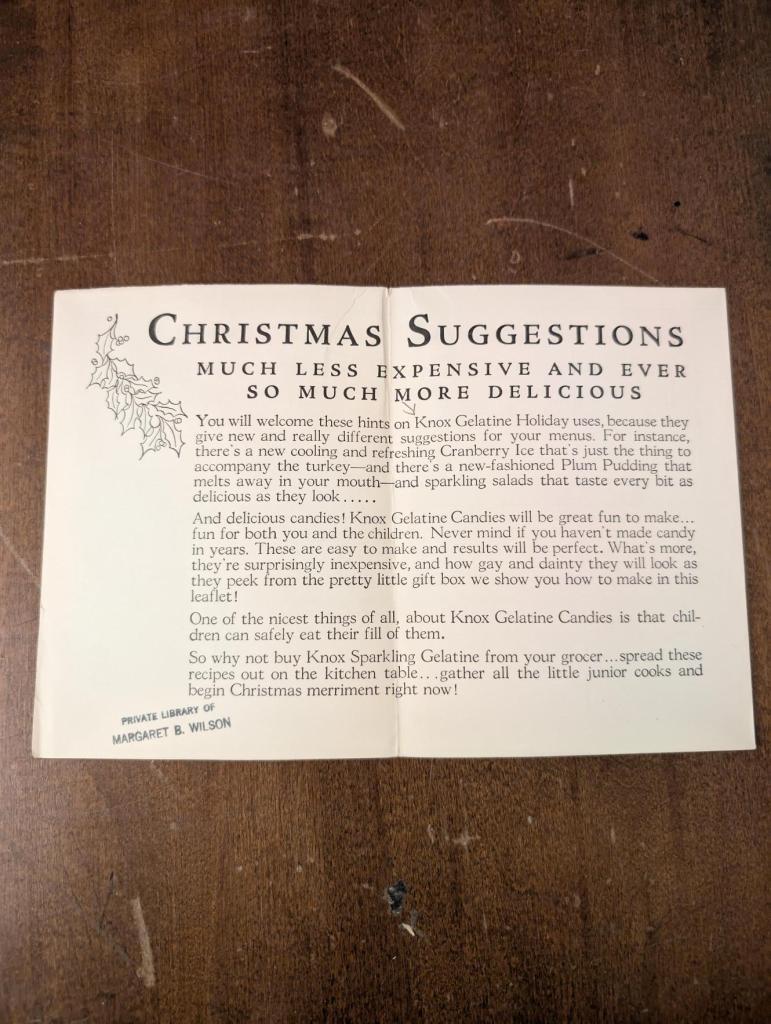 CHRISTMAS SUGGESTIONS
MUCH LESS EXPENSIVE AND EVER
SO MUCH MORE DELICIOUS
You will welcome these hints on Knox Gelatine Holiday uses, because they
give new and really different suggestions for your menus. For instance,
there's a new cooling and refreshing Cranberry Ice that's just the thing to
accompany the turkey—and there's a new-fashioned Plum Pudding that
melts away in your mouth—and sparkling salads that taste every bit as
delicious as they look.....
And delicious candies! Knox Gelatine Candies will be great fun to make...
fun for both you and the children. Never mind if you haven't made candy
in years. These are easy to make and results will be perfect. What's more,
they're surprisingly inexpensive, and how gay and dainty they will look as
they peek from the pretty little gift box we show you how to make in this
leaflet!
One of the nicest things of all, about Knox Gelatine Candies is that chil-
dren can safely eat their fill of them.
So why not buy Knox Sparkling Gelatine from your grocer...spread these
recipes out on the kitchen table...gather all the little junior cooks and
begin Christmas merriment right now!
PRIVATE LIBRARY OF
MARGARET B. WILSON